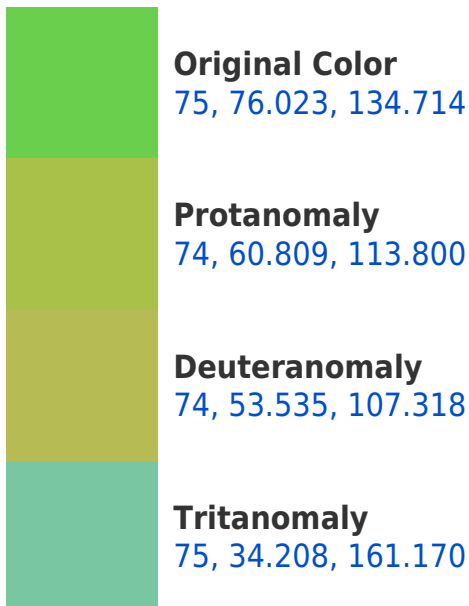 Original Color
75, 76.023, 134.714
Protanomaly
74, 60.809, 113.800
Deuteranomaly
74, 53.535, 107.318
Tritanomaly
75, 34.208, 161.170